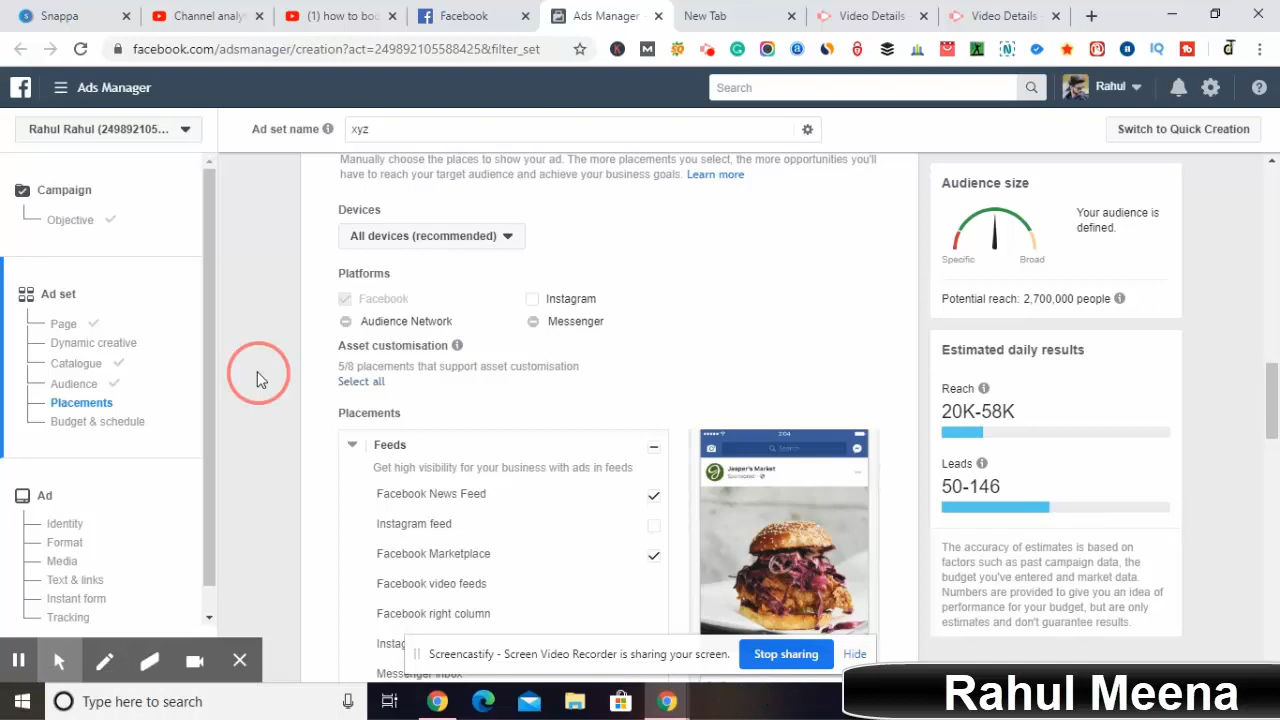 Snappa
Channel analy
(1) how to bod
Facebook
Ads Manager -
New Tab
Video Details -
Video Details -
facebook.com/adsmanager/creation?act=249892105588425&filter_set
Ads Manager
Search
Rahul
Rahul Rahul (249892105...
Ad set name
xyz
Switch to Quick Creation
Campaign
Objective
Ad set
Page
Dynamic creative
Catalogue
Audience
Placements
Budget & schedule
Ad
Identity
Format
Media
Text & links
Instant form
Tracking
Manually choose the places to show your ad. The more placements you select, the more opportunities you'll
have to reach your target audience and achieve your business goals. Learn more
Devices
All devices (recommended)
Platforms
Facebook
Instagram
Audience Network
Messenger
Asset customisation
5/8 placements that support asset customisation
Select all
Placements
Feeds
Get high visibility for your business with ads in feeds
Facebook News Feed
Instagram feed
Facebook Marketplace
Facebook video feeds
Facebook right column
Messenger inbox
2:04
Search
Jasper's Market
Sponsored
Audience size
Your audience is
defined.
Specific
Broad
Potential reach: 2,700,000 people
Estimated daily results
Reach
20K-58K
Leads
50-146
The accuracy of estimates is based on
factors such as past campaign data, the
budget you've entered and market data.
Numbers are provided to give you an idea of
performance for your budget, but are only
estimates and don't guarantee results.
Screencastify - Screen Video Recorder is sharing your screen.
Stop sharing
Hide
Type here to search
Rahul Meena